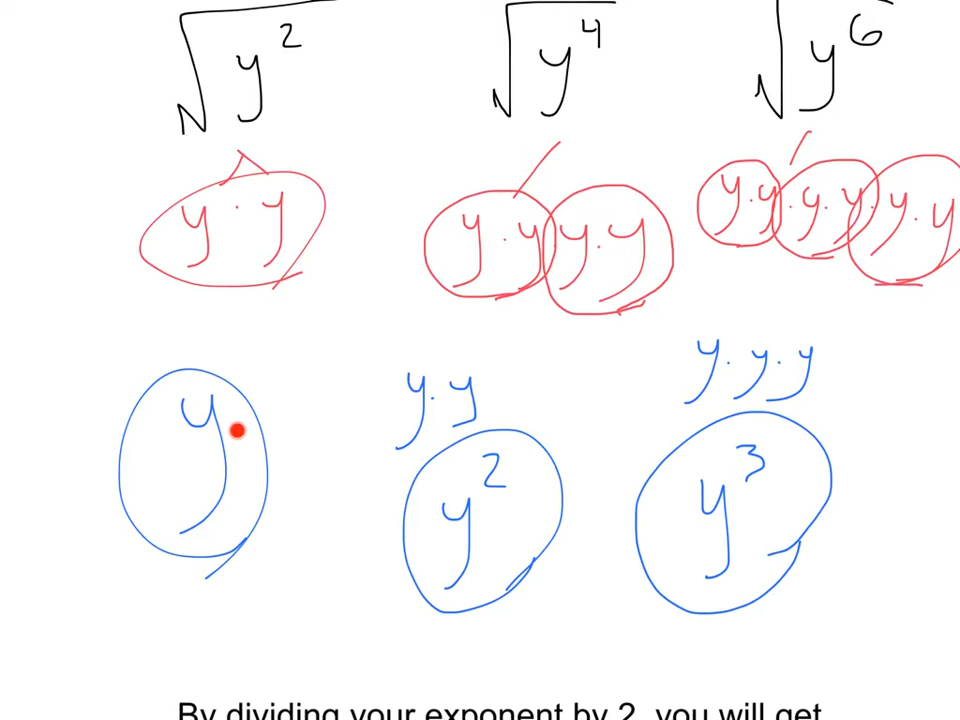 √y² √y⁴ √y⁶
y · y y · y y · y y · y · y · y · y · y
y · y y · y · y
y y² y³
By dividing your exponent by 2, you will get